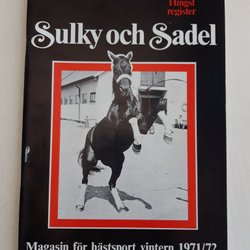 Hingst
register
Sulky och Sadel
Magasin för hästsport vintern 1971/72